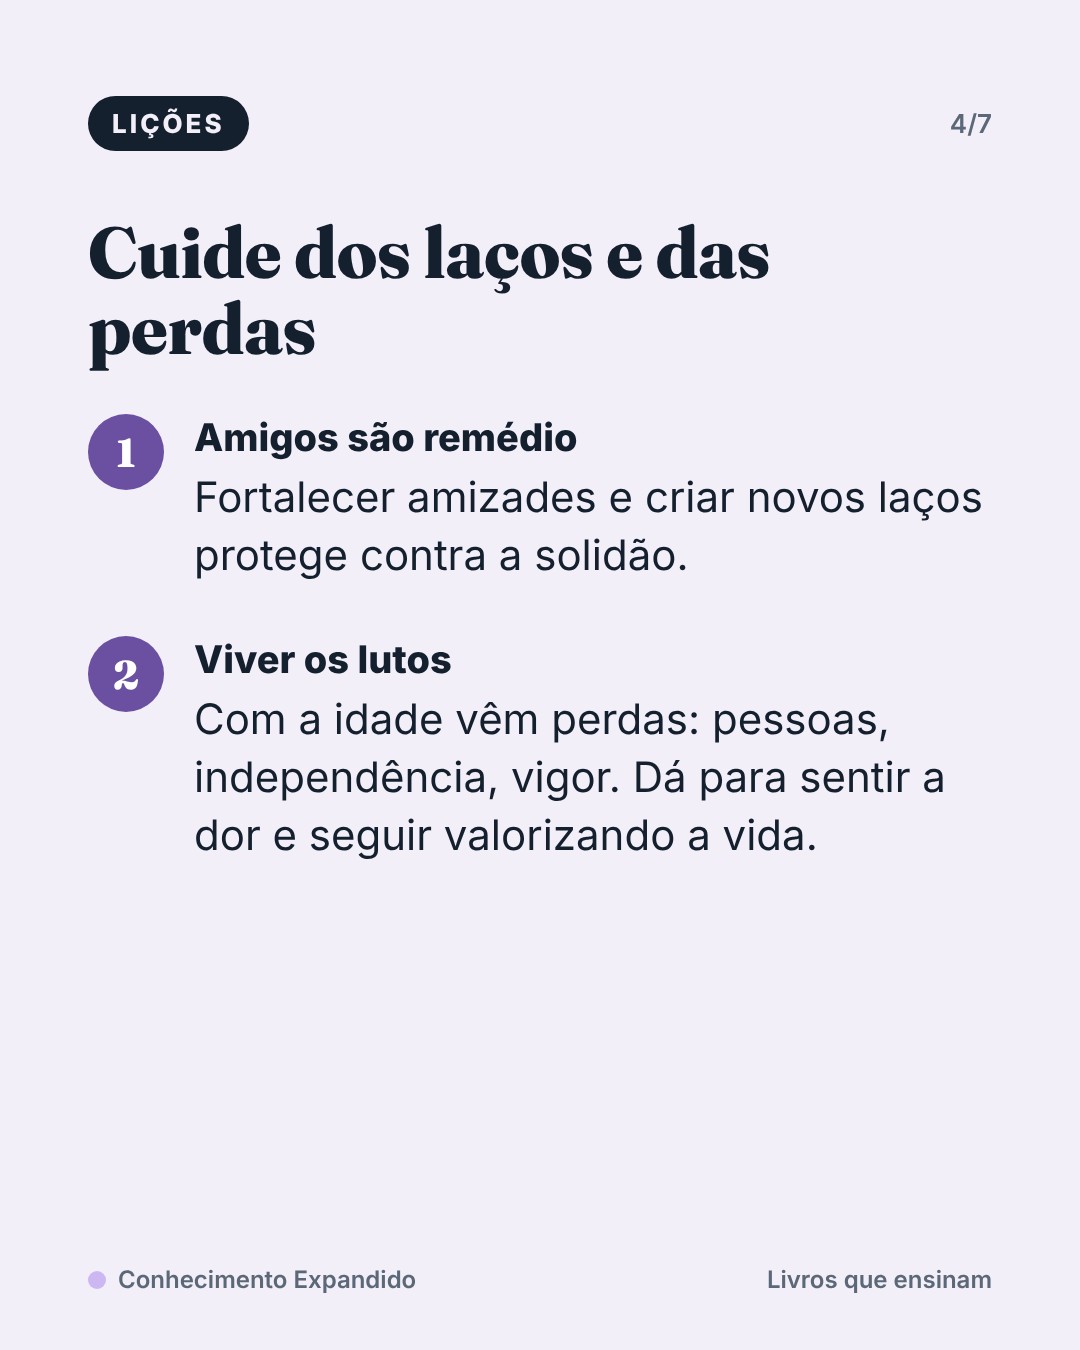 LIÇÕES
4/7
Cuide dos laços e das
perdas
1
Amigos são remédio
Fortalecer amizades e criar novos laços
protege contra a solidão.
2
Viver os lutos
Com a idade vêm perdas: pessoas,
independência, vigor. Dá para sentir a
dor e seguir valorizando a vida.
Conhecimento Expandido
Livros que ensinam